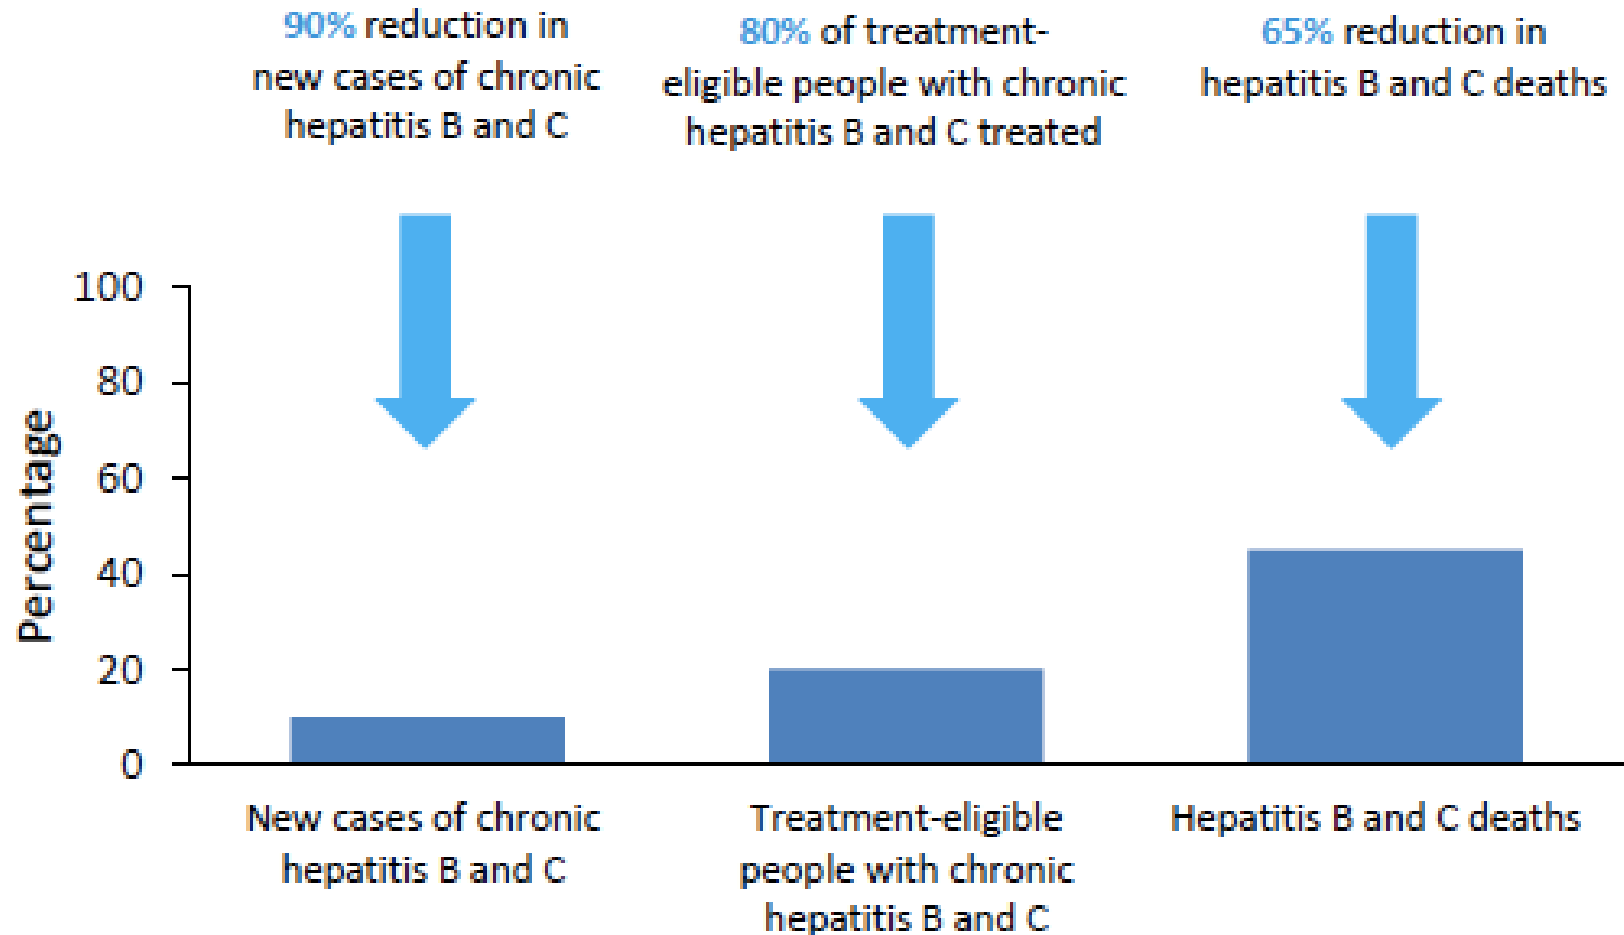 90% reduction in
new cases of chronic
hepatitis B and C
80% of treatment-
eligible people with chronic
hepatitis B and C treated
65% reduction in
hepatitis B and C deaths
Percentage
100
80
60
40
20
0
New cases of chronic
hepatitis B and C
Treatment-eligible
people with chronic
hepatitis B and C
Hepatitis B and C deaths